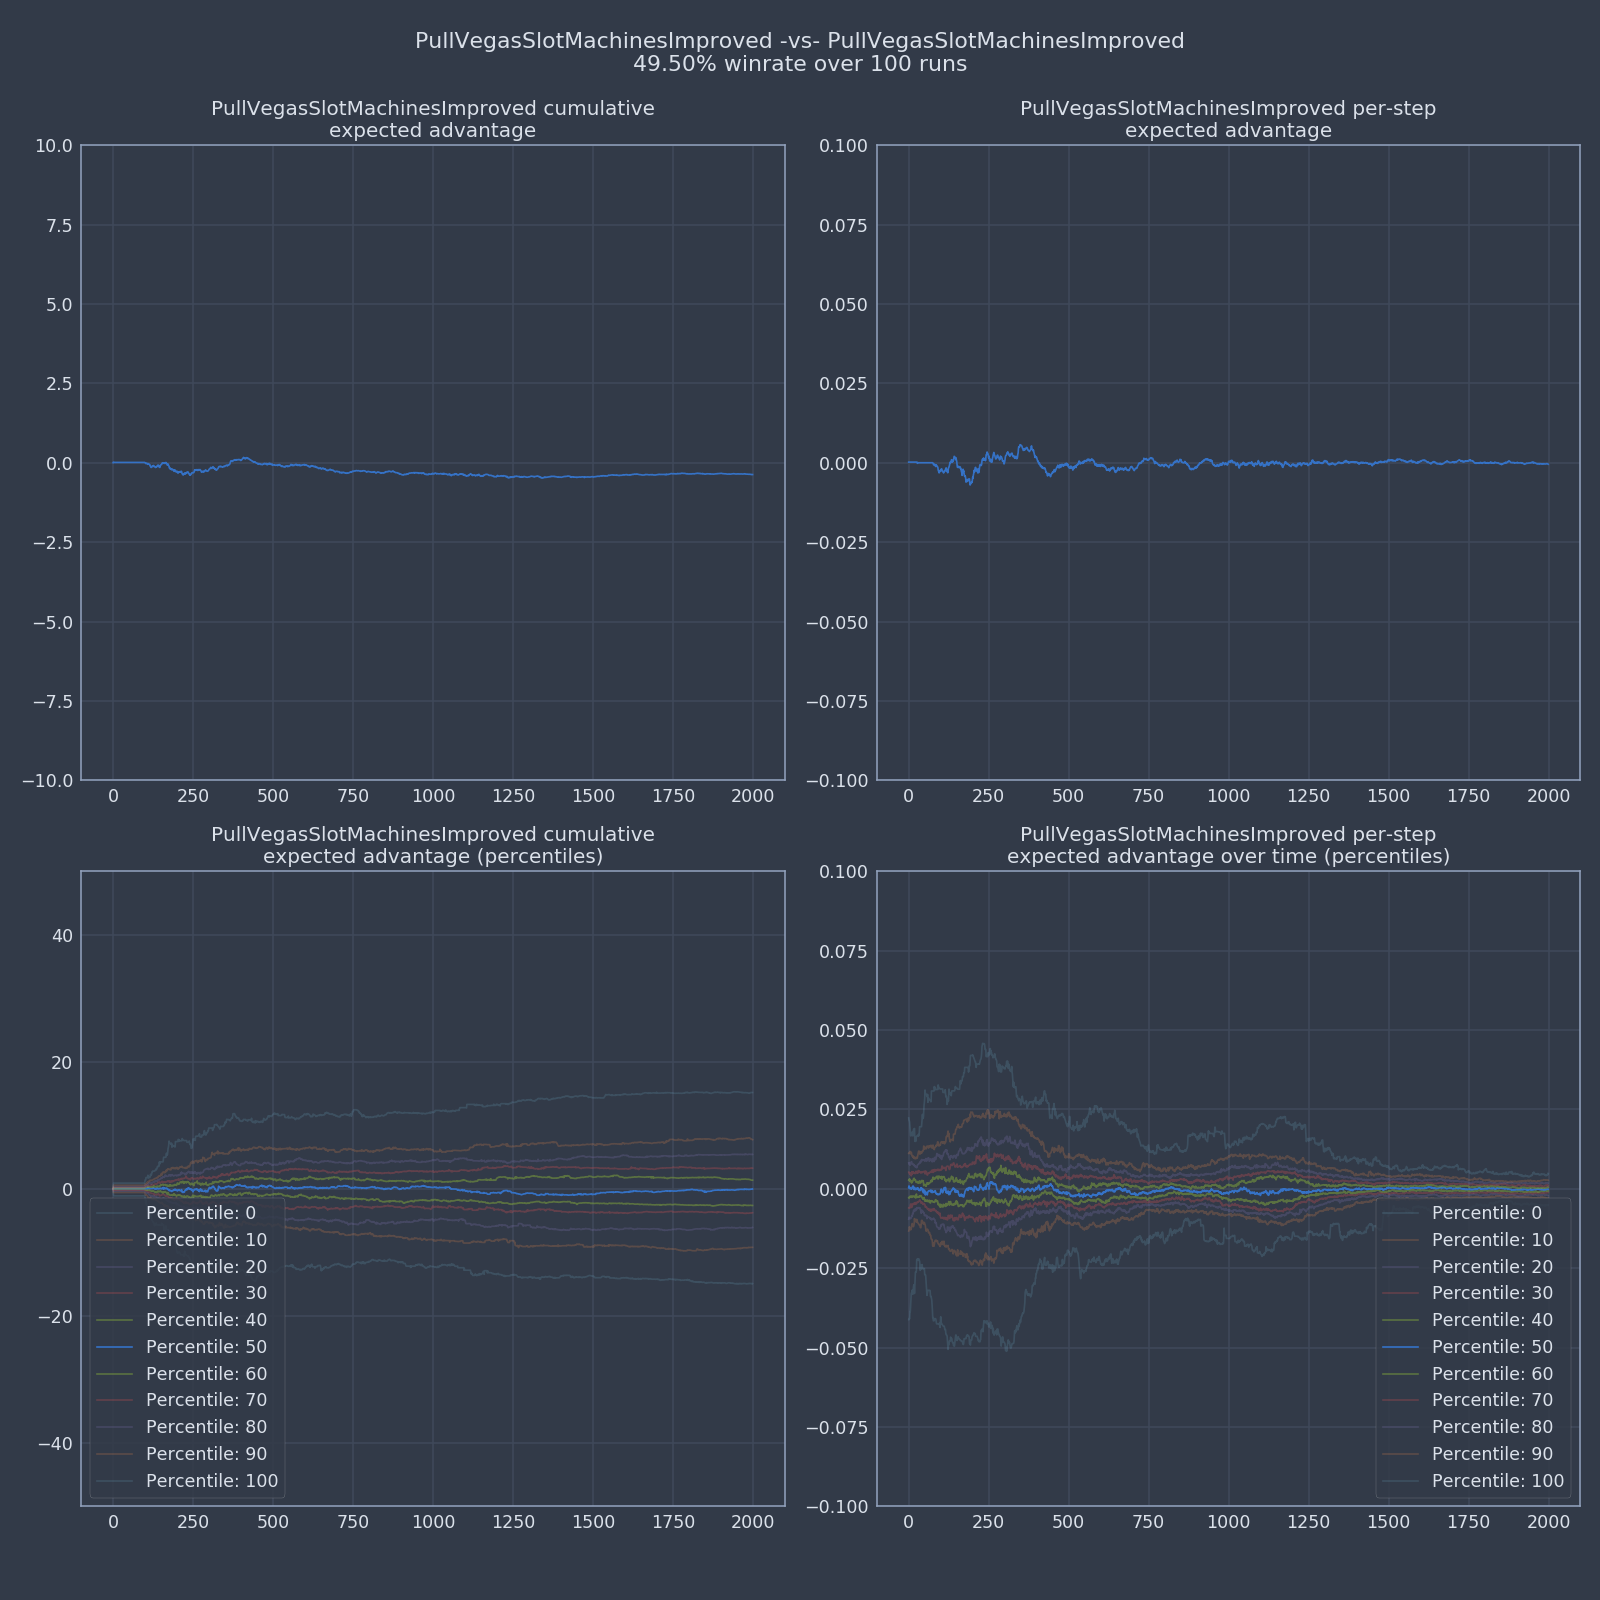 PullVegasSlotMachinesImproved -vs- PullVegasSlotMachinesImproved
49.50% winrate over 100 runs
PullVegasSlotMachinesImproved cumulative
expected advantage
10.0
7.5
5.0
2.5
0.0
−2.5
−5.0
−7.5
−10.0
0 250 500 750 1000 1250 1500 1750 2000
PullVegasSlotMachinesImproved per-step
expected advantage
0.100
0.075
0.050
0.025
0.000
−0.025
−0.050
−0.075
−0.100
0 250 500 750 1000 1250 1500 1750 2000
PullVegasSlotMachinesImproved cumulative
expected advantage (percentiles)
40
20
0
−20
−40
Percentile: 0
Percentile: 10
Percentile: 20
Percentile: 30
Percentile: 40
Percentile: 50
Percentile: 60
Percentile: 70
Percentile: 80
Percentile: 90
Percentile: 100
0 250 500 750 1000 1250 1500 1750 2000
PullVegasSlotMachinesImproved per-step
expected advantage over time (percentiles)
0.100
0.075
0.050
0.025
0.000
−0.025
−0.050
−0.075
−0.100
Percentile: 0
Percentile: 10
Percentile: 20
Percentile: 30
Percentile: 40
Percentile: 50
Percentile: 60
Percentile: 70
Percentile: 80
Percentile: 90
Percentile: 100
0 250 500 750 1000 1250 1500 1750 2000